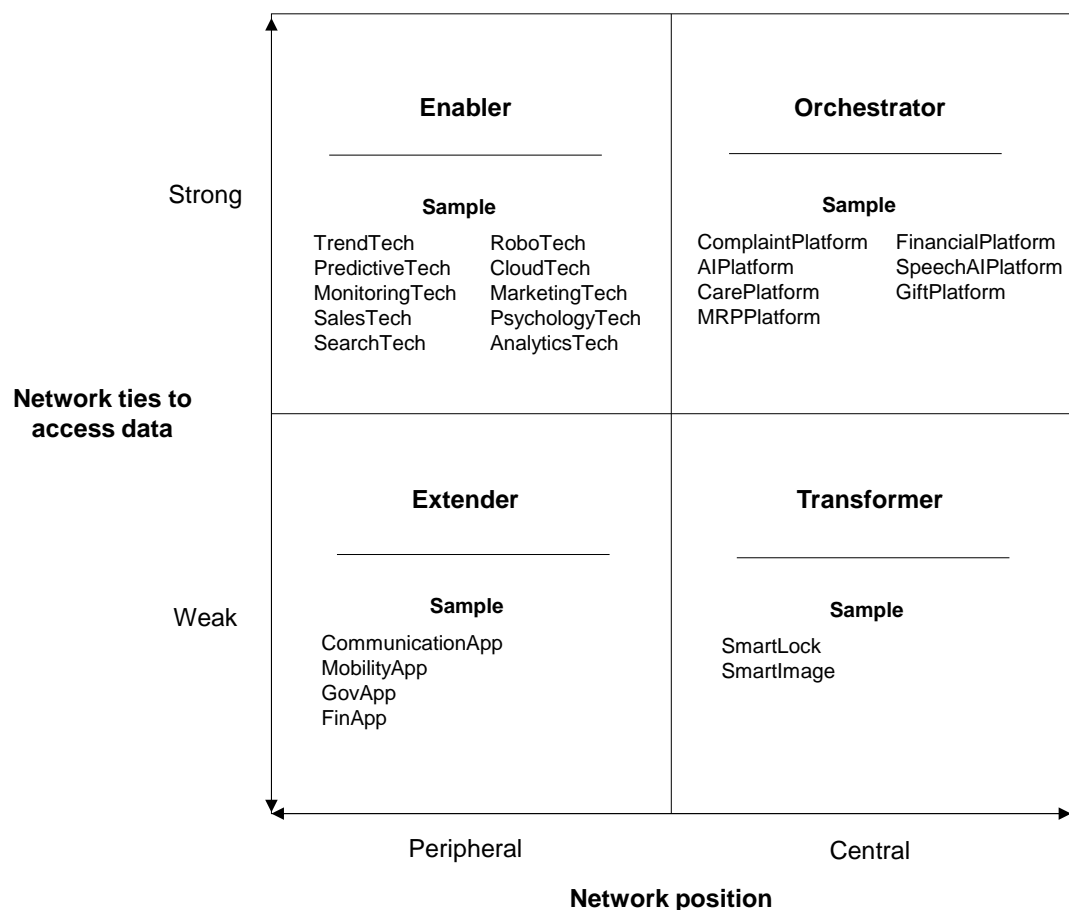 Enabler
Orchestrator
Strong
Sample
TrendTech RoboTech
PredictiveTech CloudTech
MonitoringTech MarketingTech
SalesTech PsychologyTech
SearchTech AnalyticsTech
Sample
ComplaintPlatform FinancialPlatform
AIPlatform SpeechAIPlatform
CarePlatform GiftPlatform
MRPPlatform
Network ties to
access data
Extender
Transformer
Weak
Sample
CommunicationApp
MobilityApp
GovApp
FinApp
Sample
SmartLock
SmartImage
Peripheral
Central
Network position